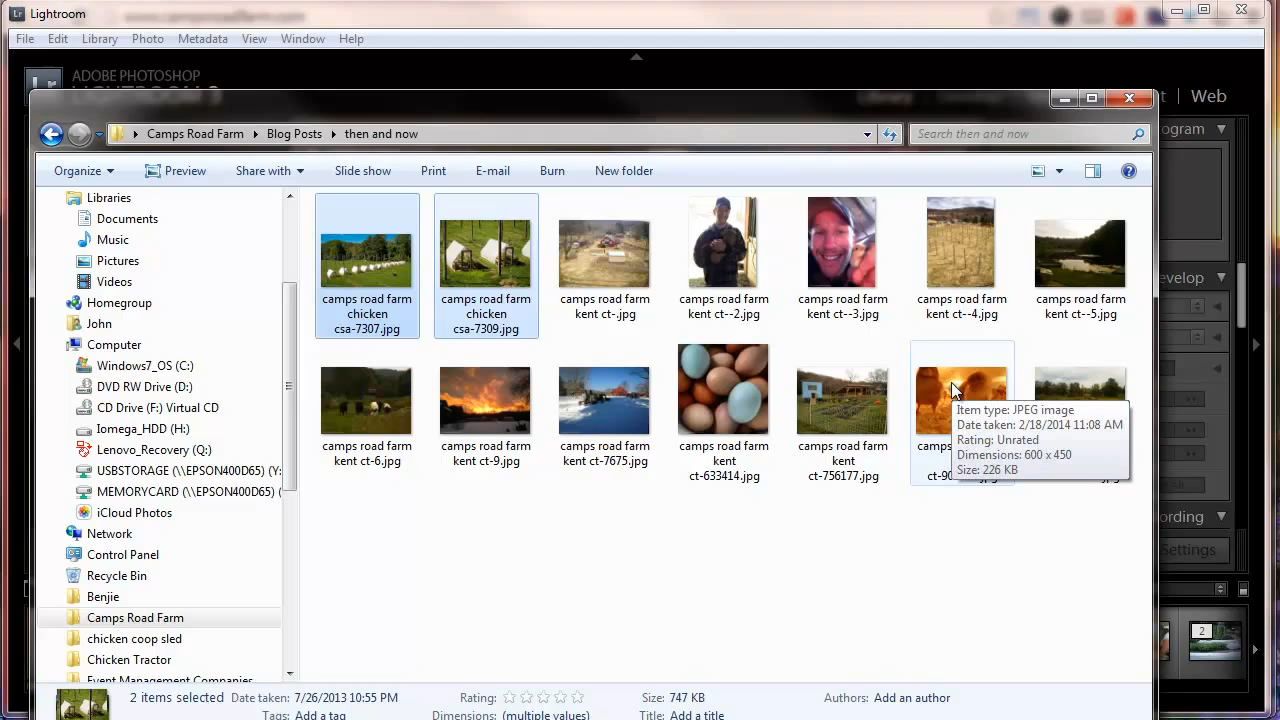 Lightroom
File Edit Library Photo Metadata View Window Help
ADOBE PHOTOSHOP
Web
Camps Road Farm Blog Posts then and now
Search then and now
Organize Preview Share with Slide show Print E-mail Burn New folder
Libraries
Documents
Music
Pictures
Videos
Homegroup
John
Computer
Windows7_OS (C:)
DVD RW Drive (D:)
CD Drive (F:) Virtual CD
Iomega_HDD (H:)
Lenovo_Recovery (Q:)
USBSTORAGE (\\EPSON400D65) (Y:
MEMORYCARD (\\EPSON400D65) (
iCloud Photos
Network
Control Panel
Recycle Bin
Benjie
Camps Road Farm
chicken coop sled
Chicken Tractor
Event Management Companies
camps road farm chicken csa-7307.jpg
camps road farm chicken csa-7309.jpg
camps road farm kent ct-.jpg
camps road farm kent ct--2.jpg
camps road farm kent ct--3.jpg
camps road farm kent ct--4.jpg
camps road farm kent ct--5.jpg
camps road farm kent ct-6.jpg
camps road farm kent ct-9.jpg
camps road farm kent ct-7675.jpg
camps road farm kent ct-633414.jpg
camps road farm kent ct-756177.jpg
Item type: JPEG image
Date taken: 2/18/2014 11:08 AM
Rating: Unrated
Dimensions: 600 x 450
Size: 226 KB
2 items selected Date taken: 7/26/2013 10:55 PM Rating: Size: 747 KB Authors: Add an author
Tags: Add a tag Dimensions: (multiple values) Title: Add a title
2